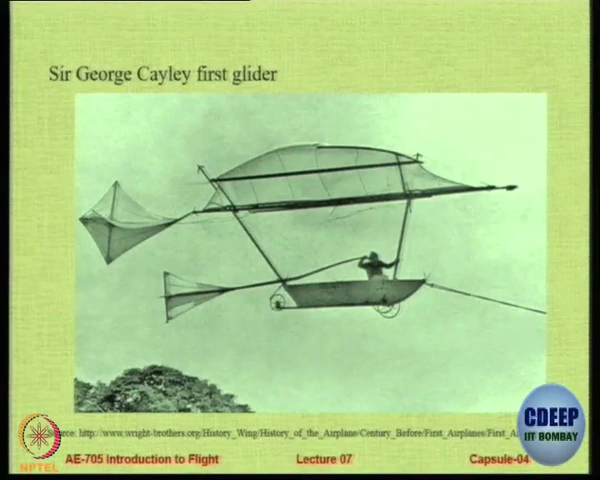 Sir George Cayley first glider
http://www.wright-brothers.org/History_Wing/History_of_the_Airplane/Century_Before/First_Airplanes/First_A
CDEEP
IIT BOMBAY
NPTEL
AE-705 Introduction to Flight
Lecture 07
Capsule-04